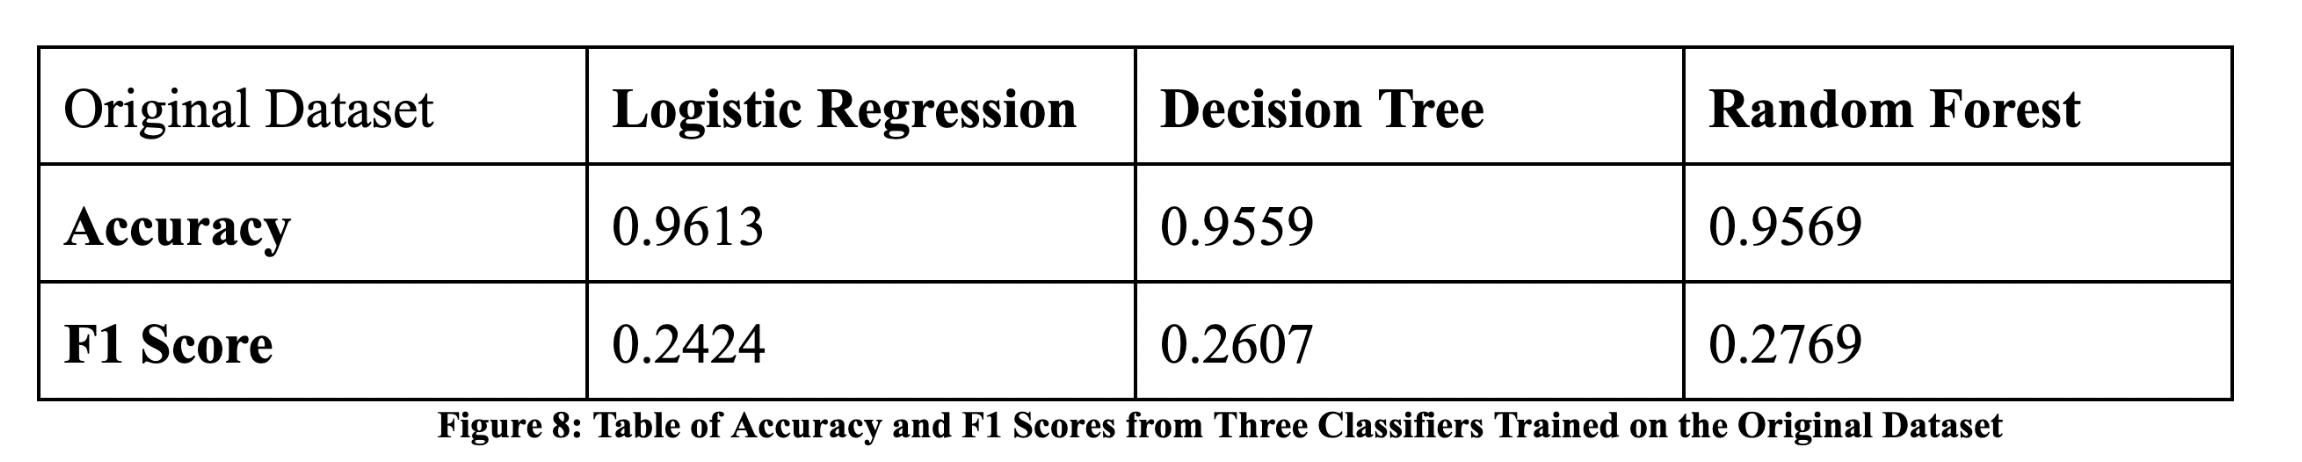 Original Dataset Logistic Regression Decision Tree Random Forest
Accuracy 0.9613 0.9559 0.9569
F1 Score 0.2424 0.2607 0.2769
Figure 8: Table of Accuracy and F1 Scores from Three Classifiers Trained on the Original Dataset